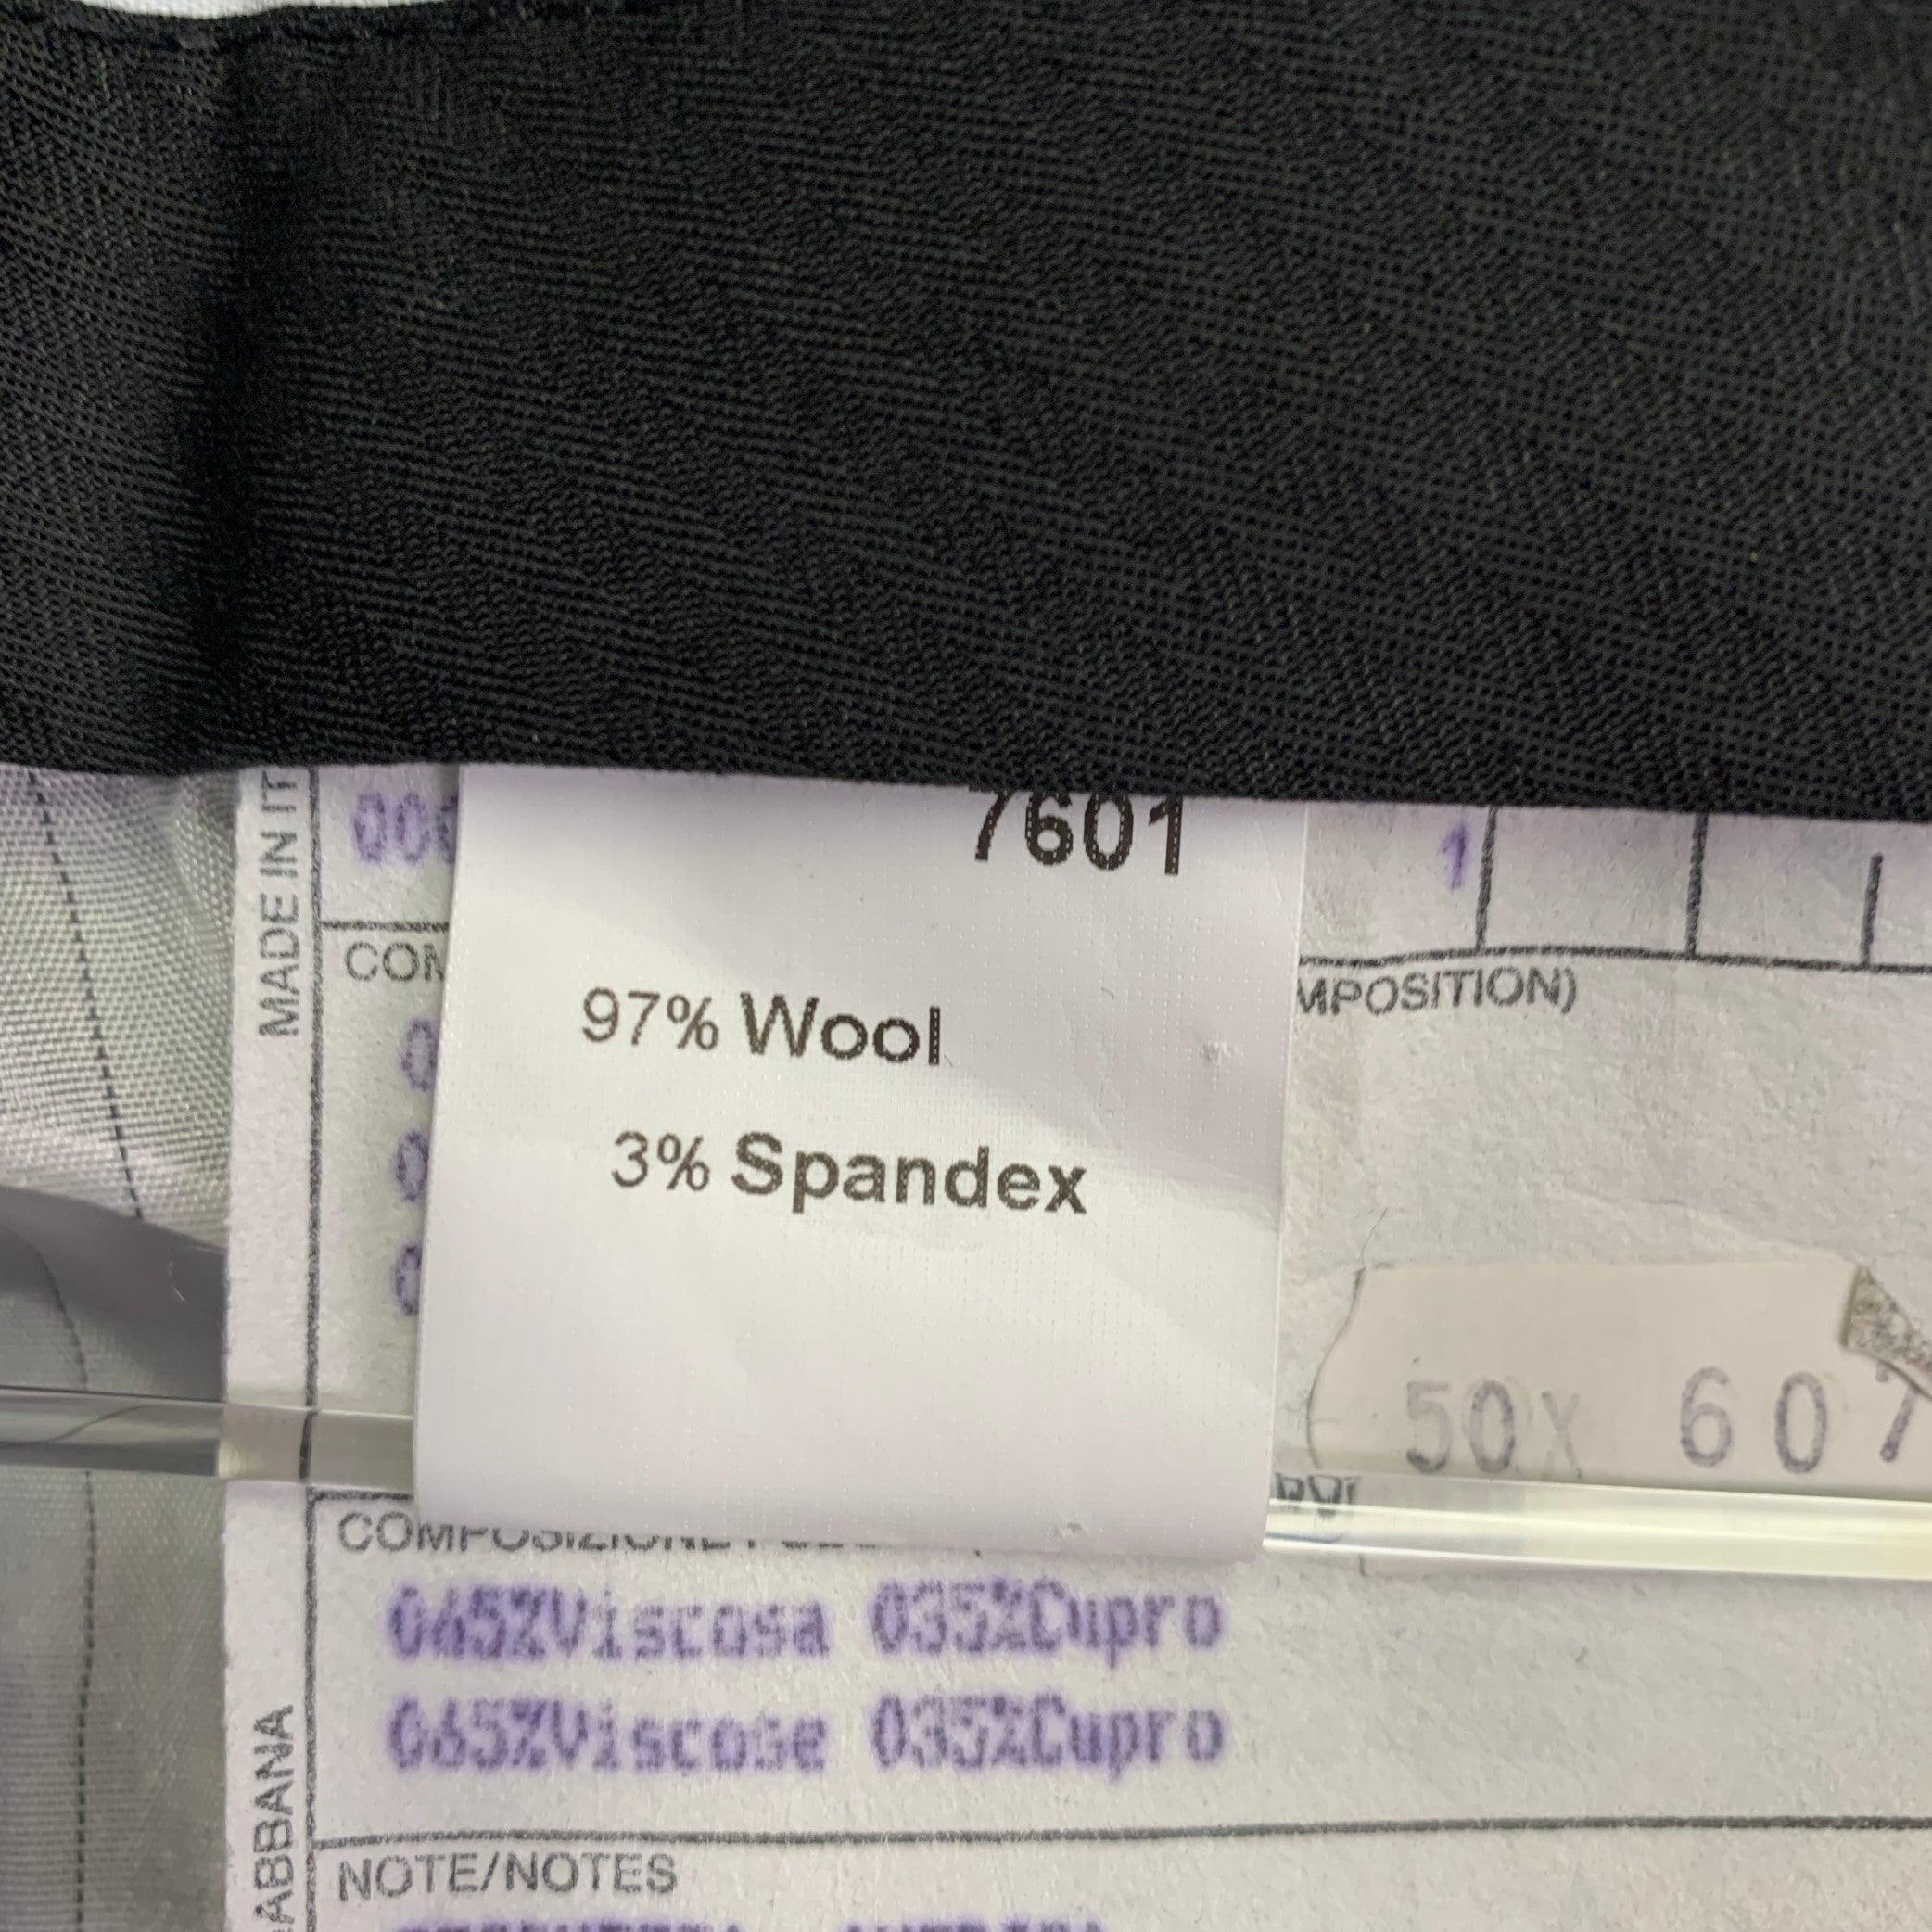 MADE IN IT
7601
1
COM
MPOSITION)
97% Wool
3% Spandex
50X 607
065%Viscosa 035%Cupro
065%Viscose 035%Cupro
ABBANA
NOTE/NOTES